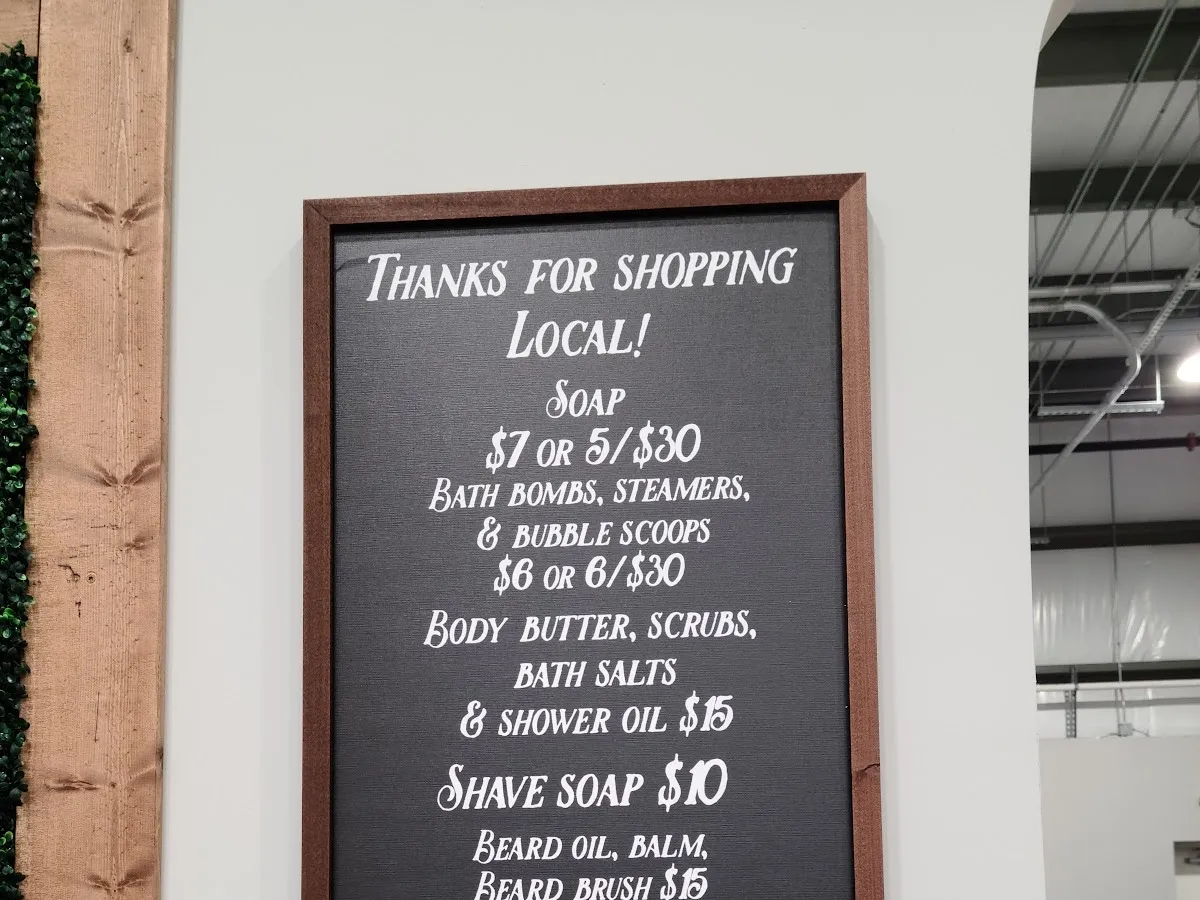 Thanks for shopping
Local!
Soap
$7 or 5/$30
Bath bombs, steamers,
& bubble scoops
$6 or 6/$30
Body butter, scrubs,
bath salts
& shower oil $15
Shave soap $10
Beard oil, balm,
Beard brush $15